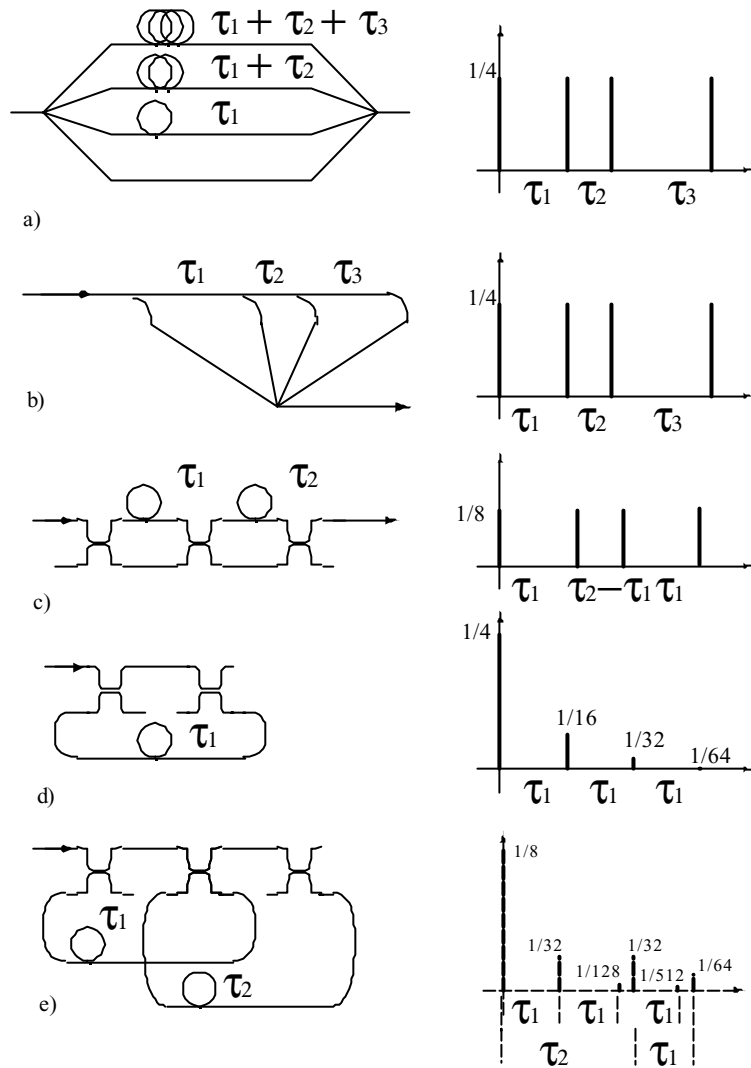 τ1 + τ2 + τ3
τ1 + τ2
τ1
a)
1/4
τ1 τ2 τ3
τ1 τ2 τ3
b)
1/4
τ1 τ2 τ3
τ1 τ2
c)
1/8
τ1 τ2−τ1 τ1
τ1
d)
1/4
1/16
1/32
1/64
τ1 τ1 τ1
τ1
τ2
e)
1/8
1/32 1/32
1/128 1/512 1/64
τ1 τ1 τ1
τ2 τ1